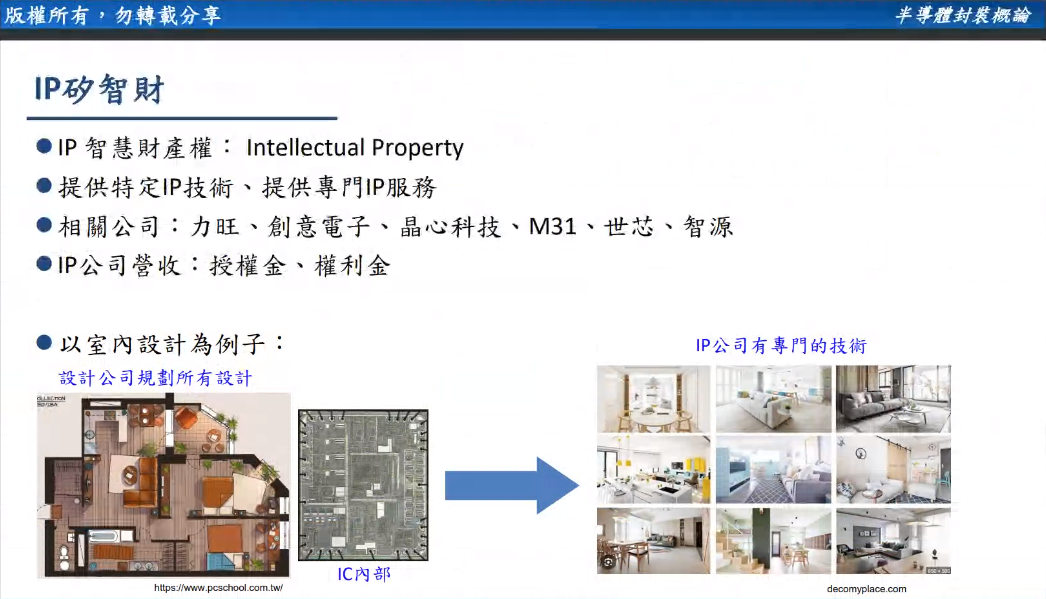 版權所有，勿轉載分享
半導體封裝概論
IP矽智財
●IP 智慧財產權： Intellectual Property
●提供特定IP技術、提供專門IP服務
●相關公司：力旺、創意電子、晶心科技、M31、世芯、智源
●IP公司營收：授權金、權利金
●以室內設計為例子：
設計公司規劃所有設計
IP公司有專門的技術
IC內部
https://www.pcschool.com.tw/
decomyplace.com